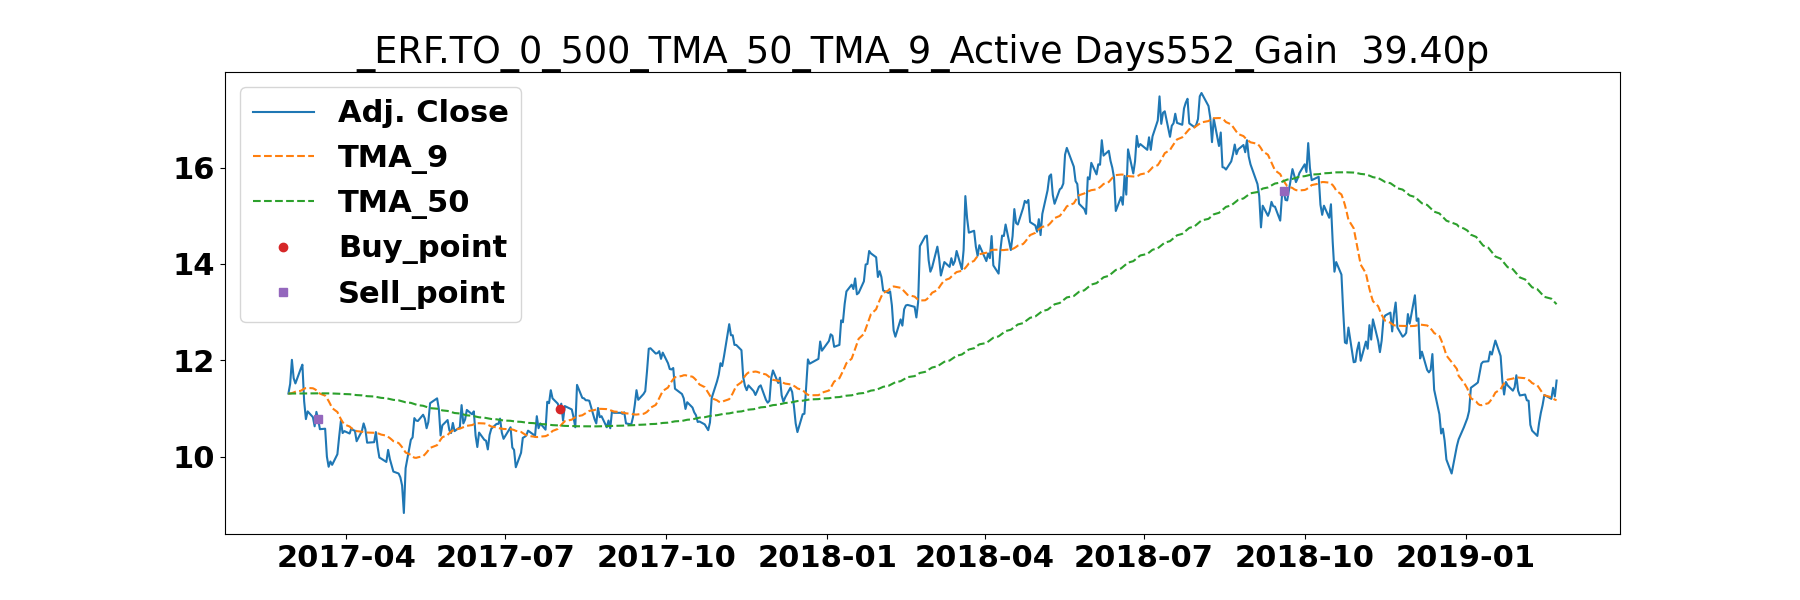 _ERF.TO_0_500_TMA_50_TMA_9_Active Days552_Gain  39.40p
Adj. Close
TMA_9
TMA_50
Buy_point
Sell_point
16
14
12
10
2017-04 2017-07 2017-10 2018-01 2018-04 2018-07 2018-10 2019-01